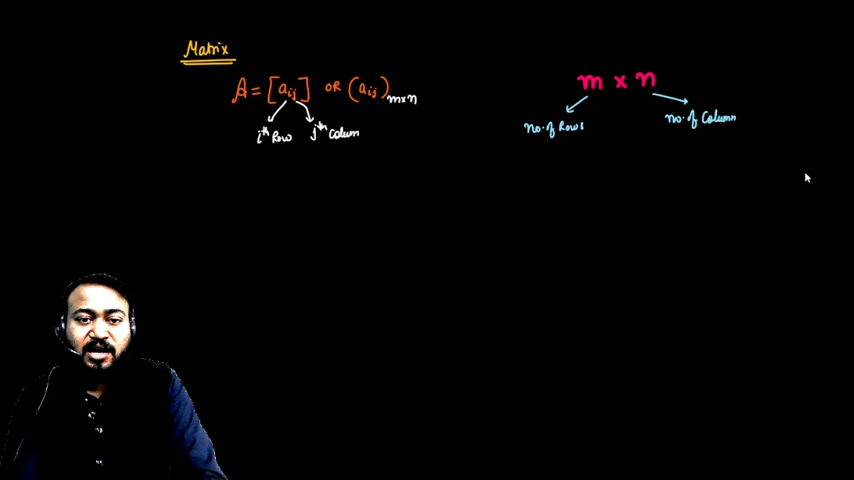 Matrix
A = [aij] OR (aij)m×n
ith Row jth Column
m × n
no. of Rows
no. of Column